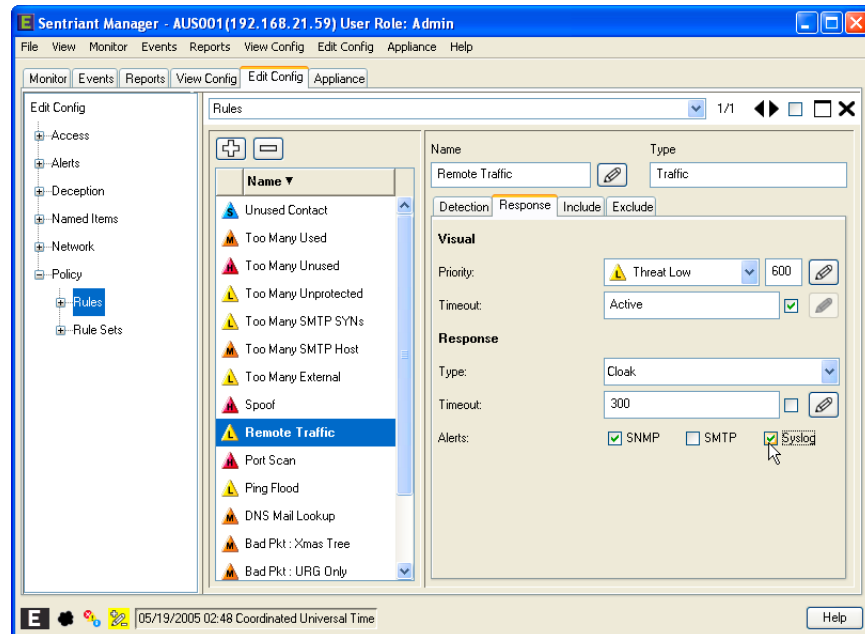 Sentriant Manager - AUS001(192.168.21.59) User Role: Admin
File View Monitor Events Reports View Config Edit Config Appliance Help
Monitor Events Reports View Config Edit Config Appliance
Edit Config
Access
Alerts
Deception
Named Items
Network
Policy
Rules
Rule Sets
Rules
1/1
Name ▼
Unused Contact
Too Many Used
Too Many Unused
Too Many Unprotected
Too Many SMTP SYNs
Too Many SMTP Host
Too Many External
Spoof
Remote Traffic
Port Scan
Ping Flood
DNS Mail Lookup
Bad Pkt : Xmas Tree
Bad Pkt : URG Only
Name Type
Remote Traffic Traffic
Detection Response Include Exclude
Visual
Priority: L Threat Low 600
Timeout: Active
Response
Type: Cloak
Timeout: 300
Alerts: SNMP SMTP Syslog
E 05/19/2005 02:48 Coordinated Universal Time Help